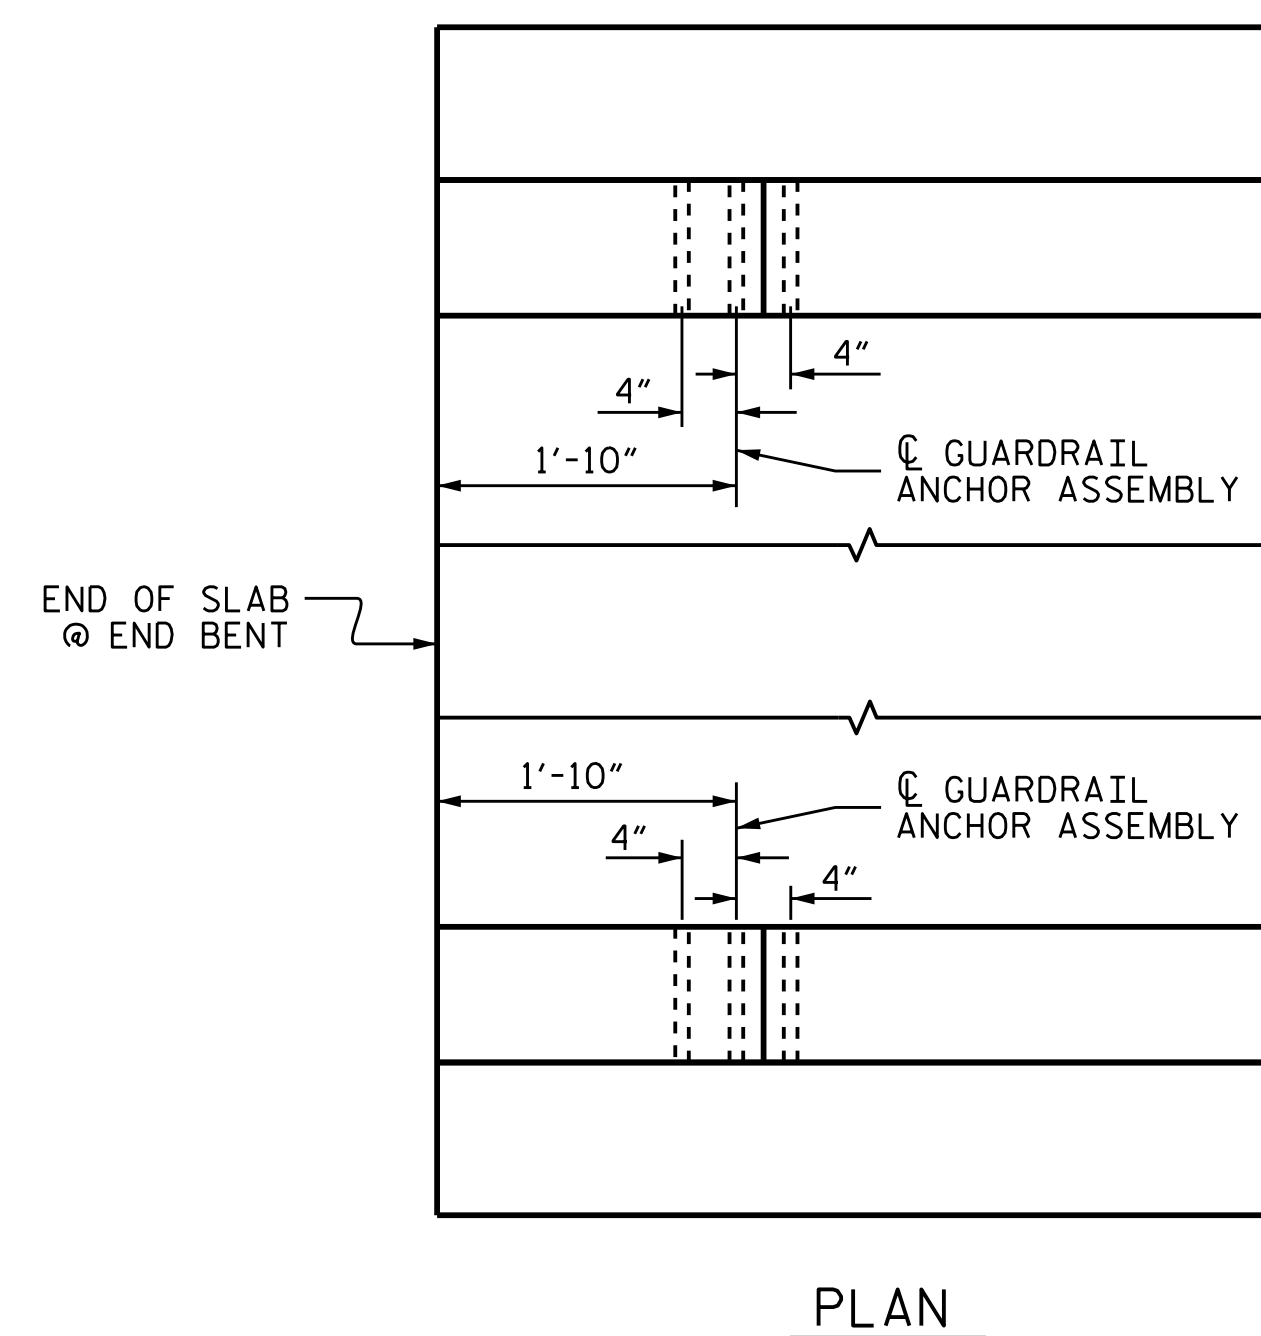 4"
4"
1'-10"
℄ GUARDRAIL
ANCHOR ASSEMBLY
END OF SLAB
@ END BENT
1'-10"
℄ GUARDRAIL
ANCHOR ASSEMBLY
4"
4"
PLAN